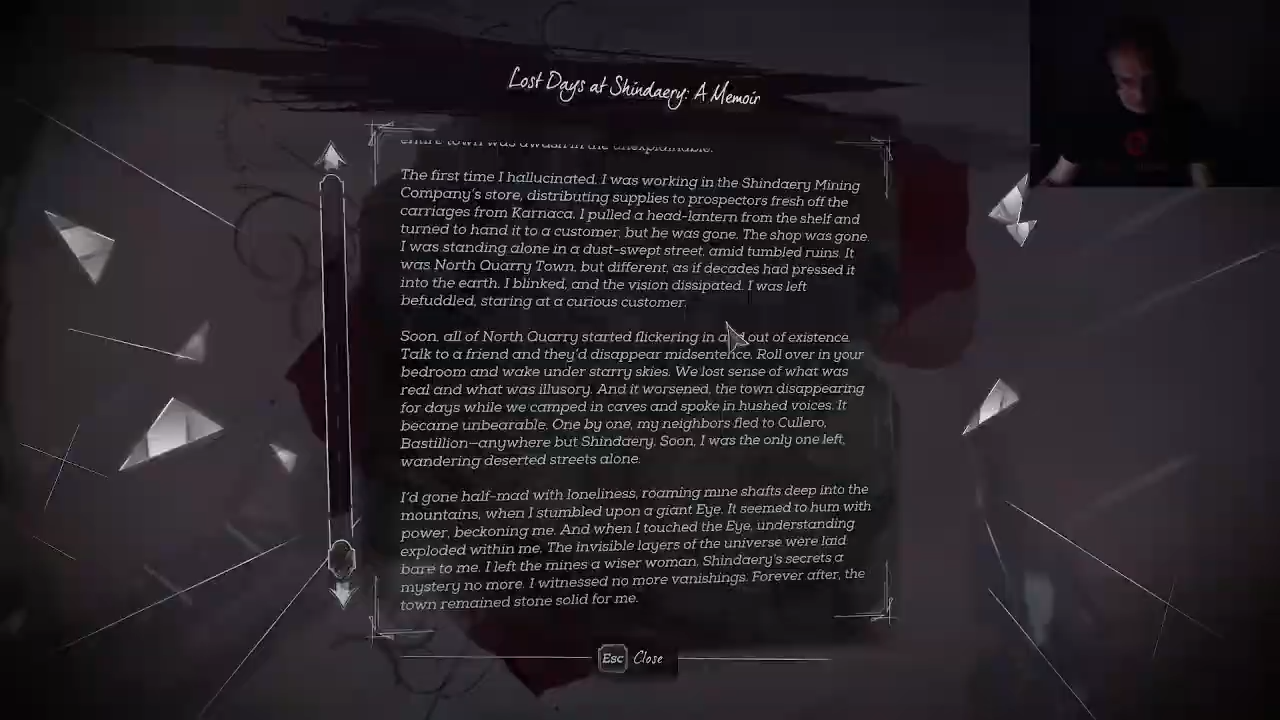 Lost Days at Shindaery: A Memoir
entire town was awash in the unexplainable.
The first time I hallucinated, I was working in the Shindaery Mining
Company's store, distributing supplies to prospectors fresh off the
carriages from Karnaca. I pulled a head-lantern from the shelf and
turned to hand it to a customer, but he was gone. The shop was gone.
I was standing alone in a dust-swept street, amid tumbled ruins. It
was North Quarry Town, but different, as if decades had pressed it
into the earth. I blinked, and the vision dissipated. I was left
befuddled, staring at a curious customer.
Soon, all of North Quarry started flickering in and out of existence.
Talk to a friend and they'd disappear midsentence. Roll over in your
bedroom and wake under starry skies. We lost sense of what was
real and what was illusory. And it worsened, the town disappearing
for days while we camped in caves and spoke in hushed voices. It
became unbearable. One by one, my neighbors fled to Cullero,
Bastillion—anywhere but Shindaery. Soon, I was the only one left,
wandering deserted streets alone.
I'd gone half-mad with loneliness, roaming mine shafts deep into the
mountains, when I stumbled upon a giant Eye. It seemed to hum with
power, beckoning me. And when I touched the Eye, understanding
exploded within me. The invisible layers of the universe were laid
bare to me. I left the mines a wiser woman, Shindaery's secrets a
mystery no more. I witnessed no more vanishings. Forever after, the
town remained stone solid for me.
Esc Close